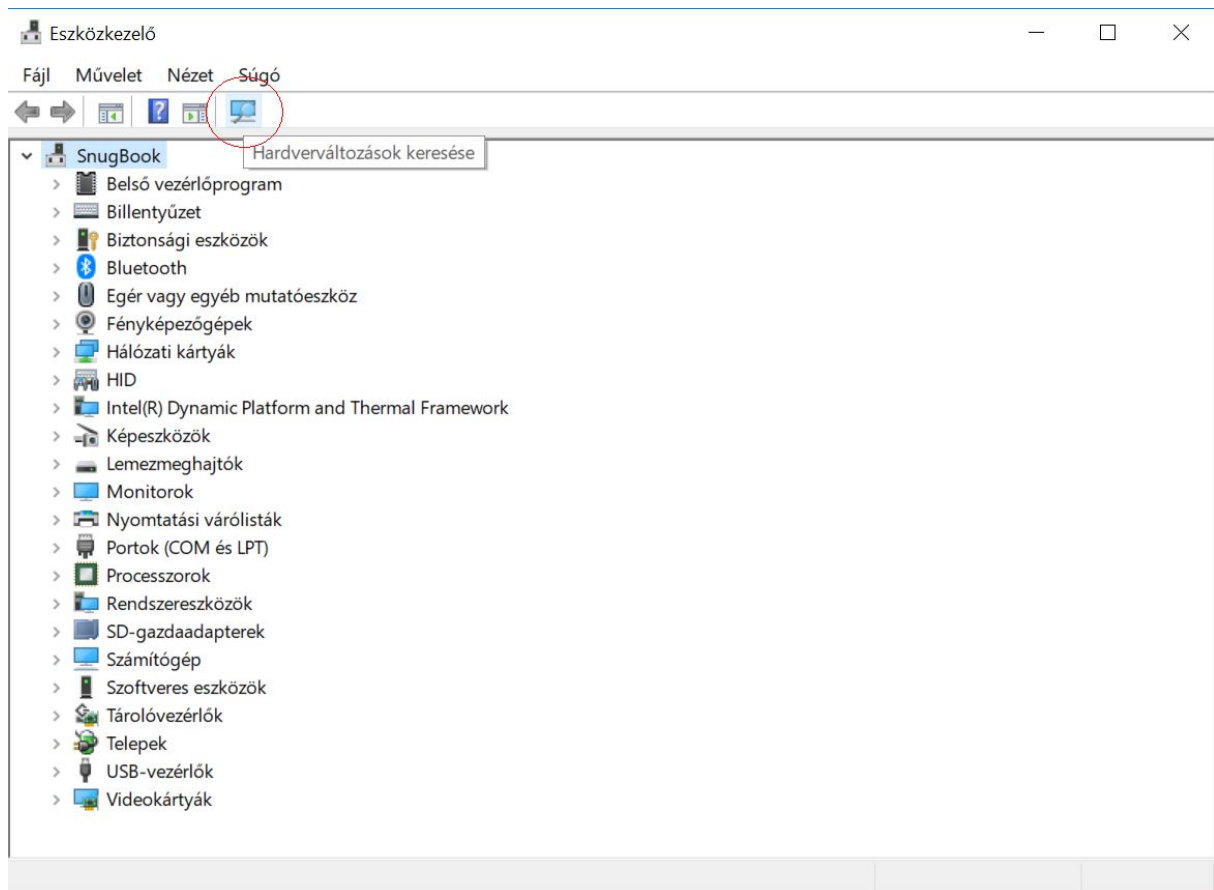 Eszközkezelő
Fájl Művelet Nézet Súgó
SnugBook
Hardverváltozások keresése
Belső vezérlőprogram
Billentyűzet
Biztonsági eszközök
Bluetooth
Egér vagy egyéb mutatóeszköz
Fényképezőgépek
Hálózati kártyák
HID
Intel(R) Dynamic Platform and Thermal Framework
Képeszközök
Lemezmeghajtók
Monitorok
Nyomtatási várólisták
Portok (COM és LPT)
Processzorok
Rendszereszközök
SD-gazdaadapterek
Számítógép
Szoftveres eszközök
Tárolóvezérlők
Telepek
USB-vezérlők
Videokártyák